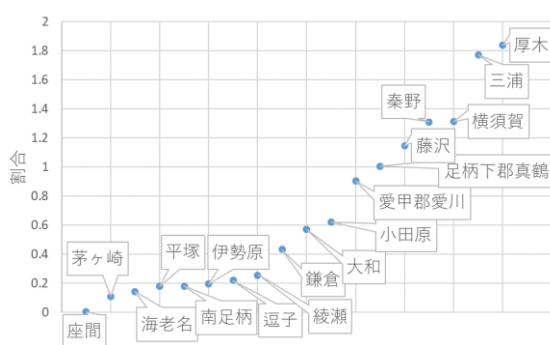 2
1.8
1.6
1.4
1.2
1
0.8
0.6
0.4
0.2
0
割合
厚木
三浦
秦野
横須賀
藤沢
足柄下郡真鶴
愛甲郡愛川
小田原
茅ヶ崎
平塚
伊勢原
大和
鎌倉
座間
海老名
南足柄
逗子
綾瀬